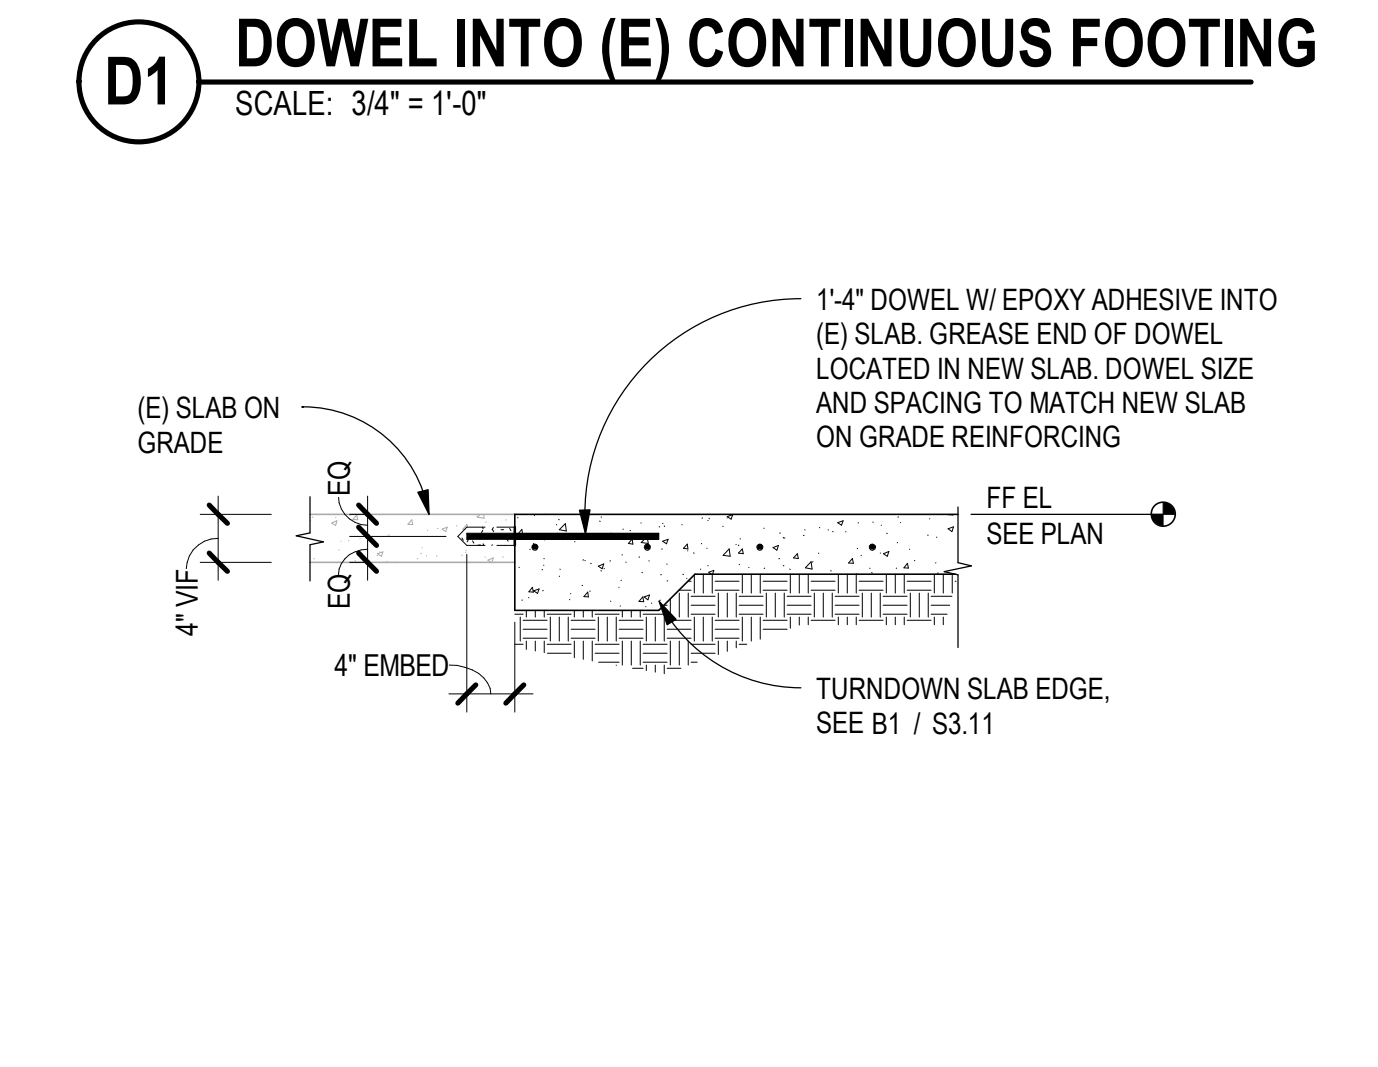 D1
DOWEL INTO (E) CONTINUOUS FOOTING
SCALE: 3/4" = 1'-0"
1'-4" DOWEL W/ EPOXY ADHESIVE INTO
(E) SLAB. GREASE END OF DOWEL
LOCATED IN NEW SLAB. DOWEL SIZE
AND SPACING TO MATCH NEW SLAB
ON GRADE REINFORCING
(E) SLAB ON
GRADE
EQ
EQ
4" VIF
FF EL
SEE PLAN
4" EMBED
TURNDOWN SLAB EDGE,
SEE B1 / S3.11